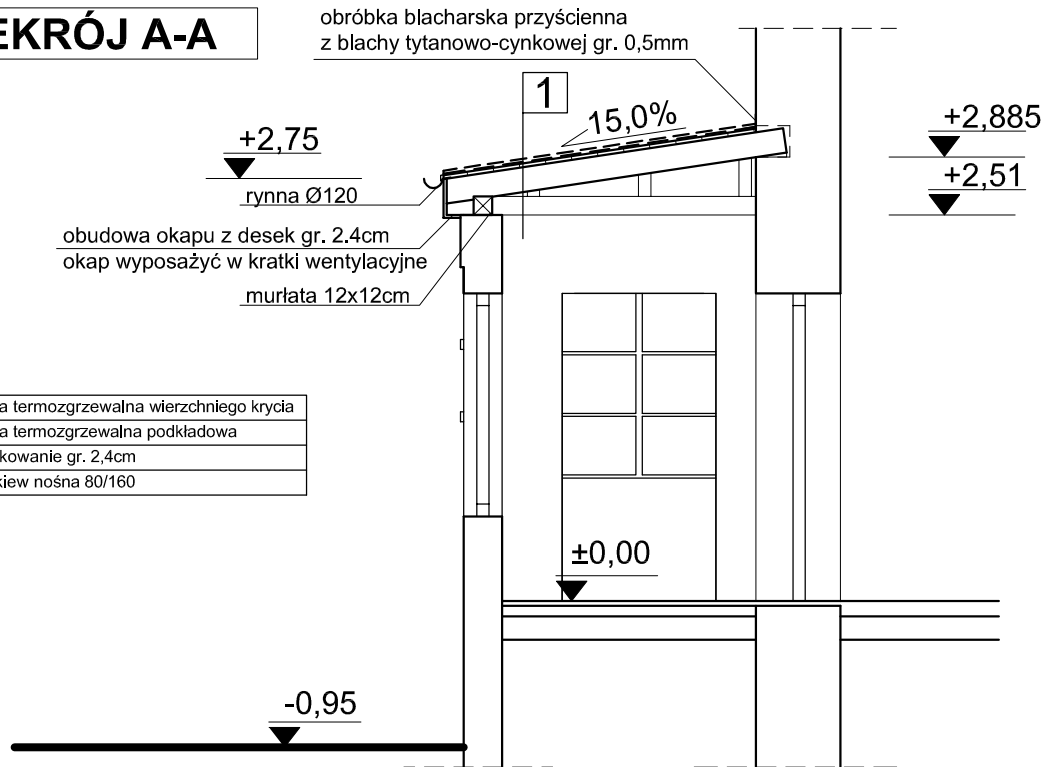 EKRÓJ A-A
obróbka blacharska przyścienna
z blachy tytanowo-cynkowej gr. 0,5mm
1
15,0%
+2,75
+2,885
+2,51
rynna Ø120
obudowa okapu z desek gr. 2.4cm
okap wyposażyć w kratki wentylacyjne
murłata 12x12cm
a termozgrzewalna wierzchniego krycia
a termozgrzewalna podkładowa
kowanie gr. 2,4cm
kiew nośna 80/160
±0,00
-0,95